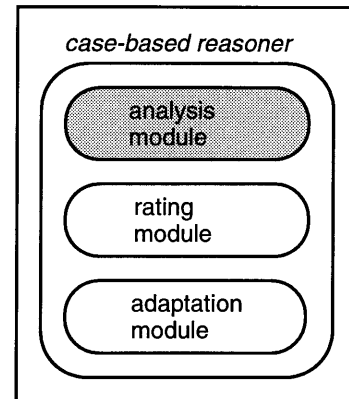 case-based reasoner
analysis
module
rating
module
adaptation
module